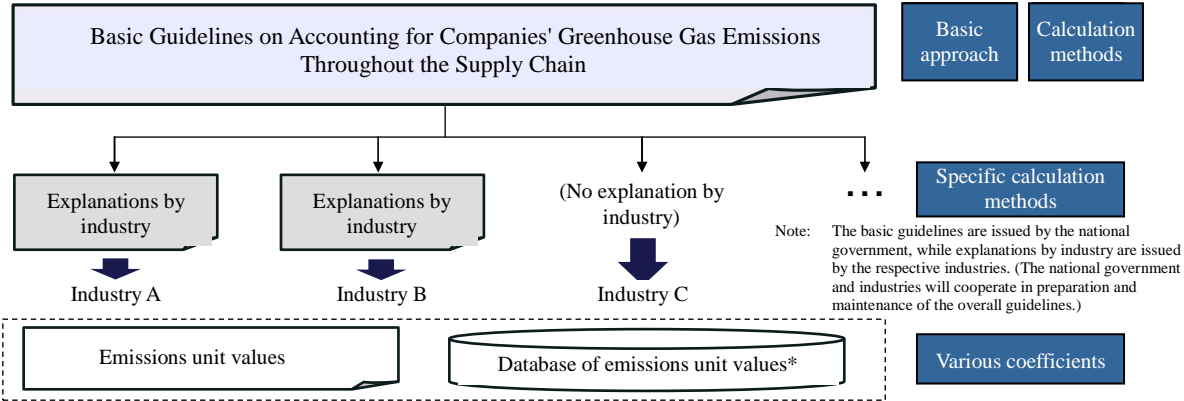 Basic Guidelines on Accounting for Companies' Greenhouse Gas Emissions
Throughout the Supply Chain
Basic
approach
Calculation
methods
Explanations by
industry
Explanations by
industry
(No explanation by
industry)
...
Specific calculation
methods
Industry A
Industry B
Industry C
Note: The basic guidelines are issued by the national
government, while explanations by industry are issued
by the respective industries. (The national government
and industries will cooperate in preparation and
maintenance of the overall guidelines.)
Emissions unit values
Database of emissions unit values*
Various coefficients